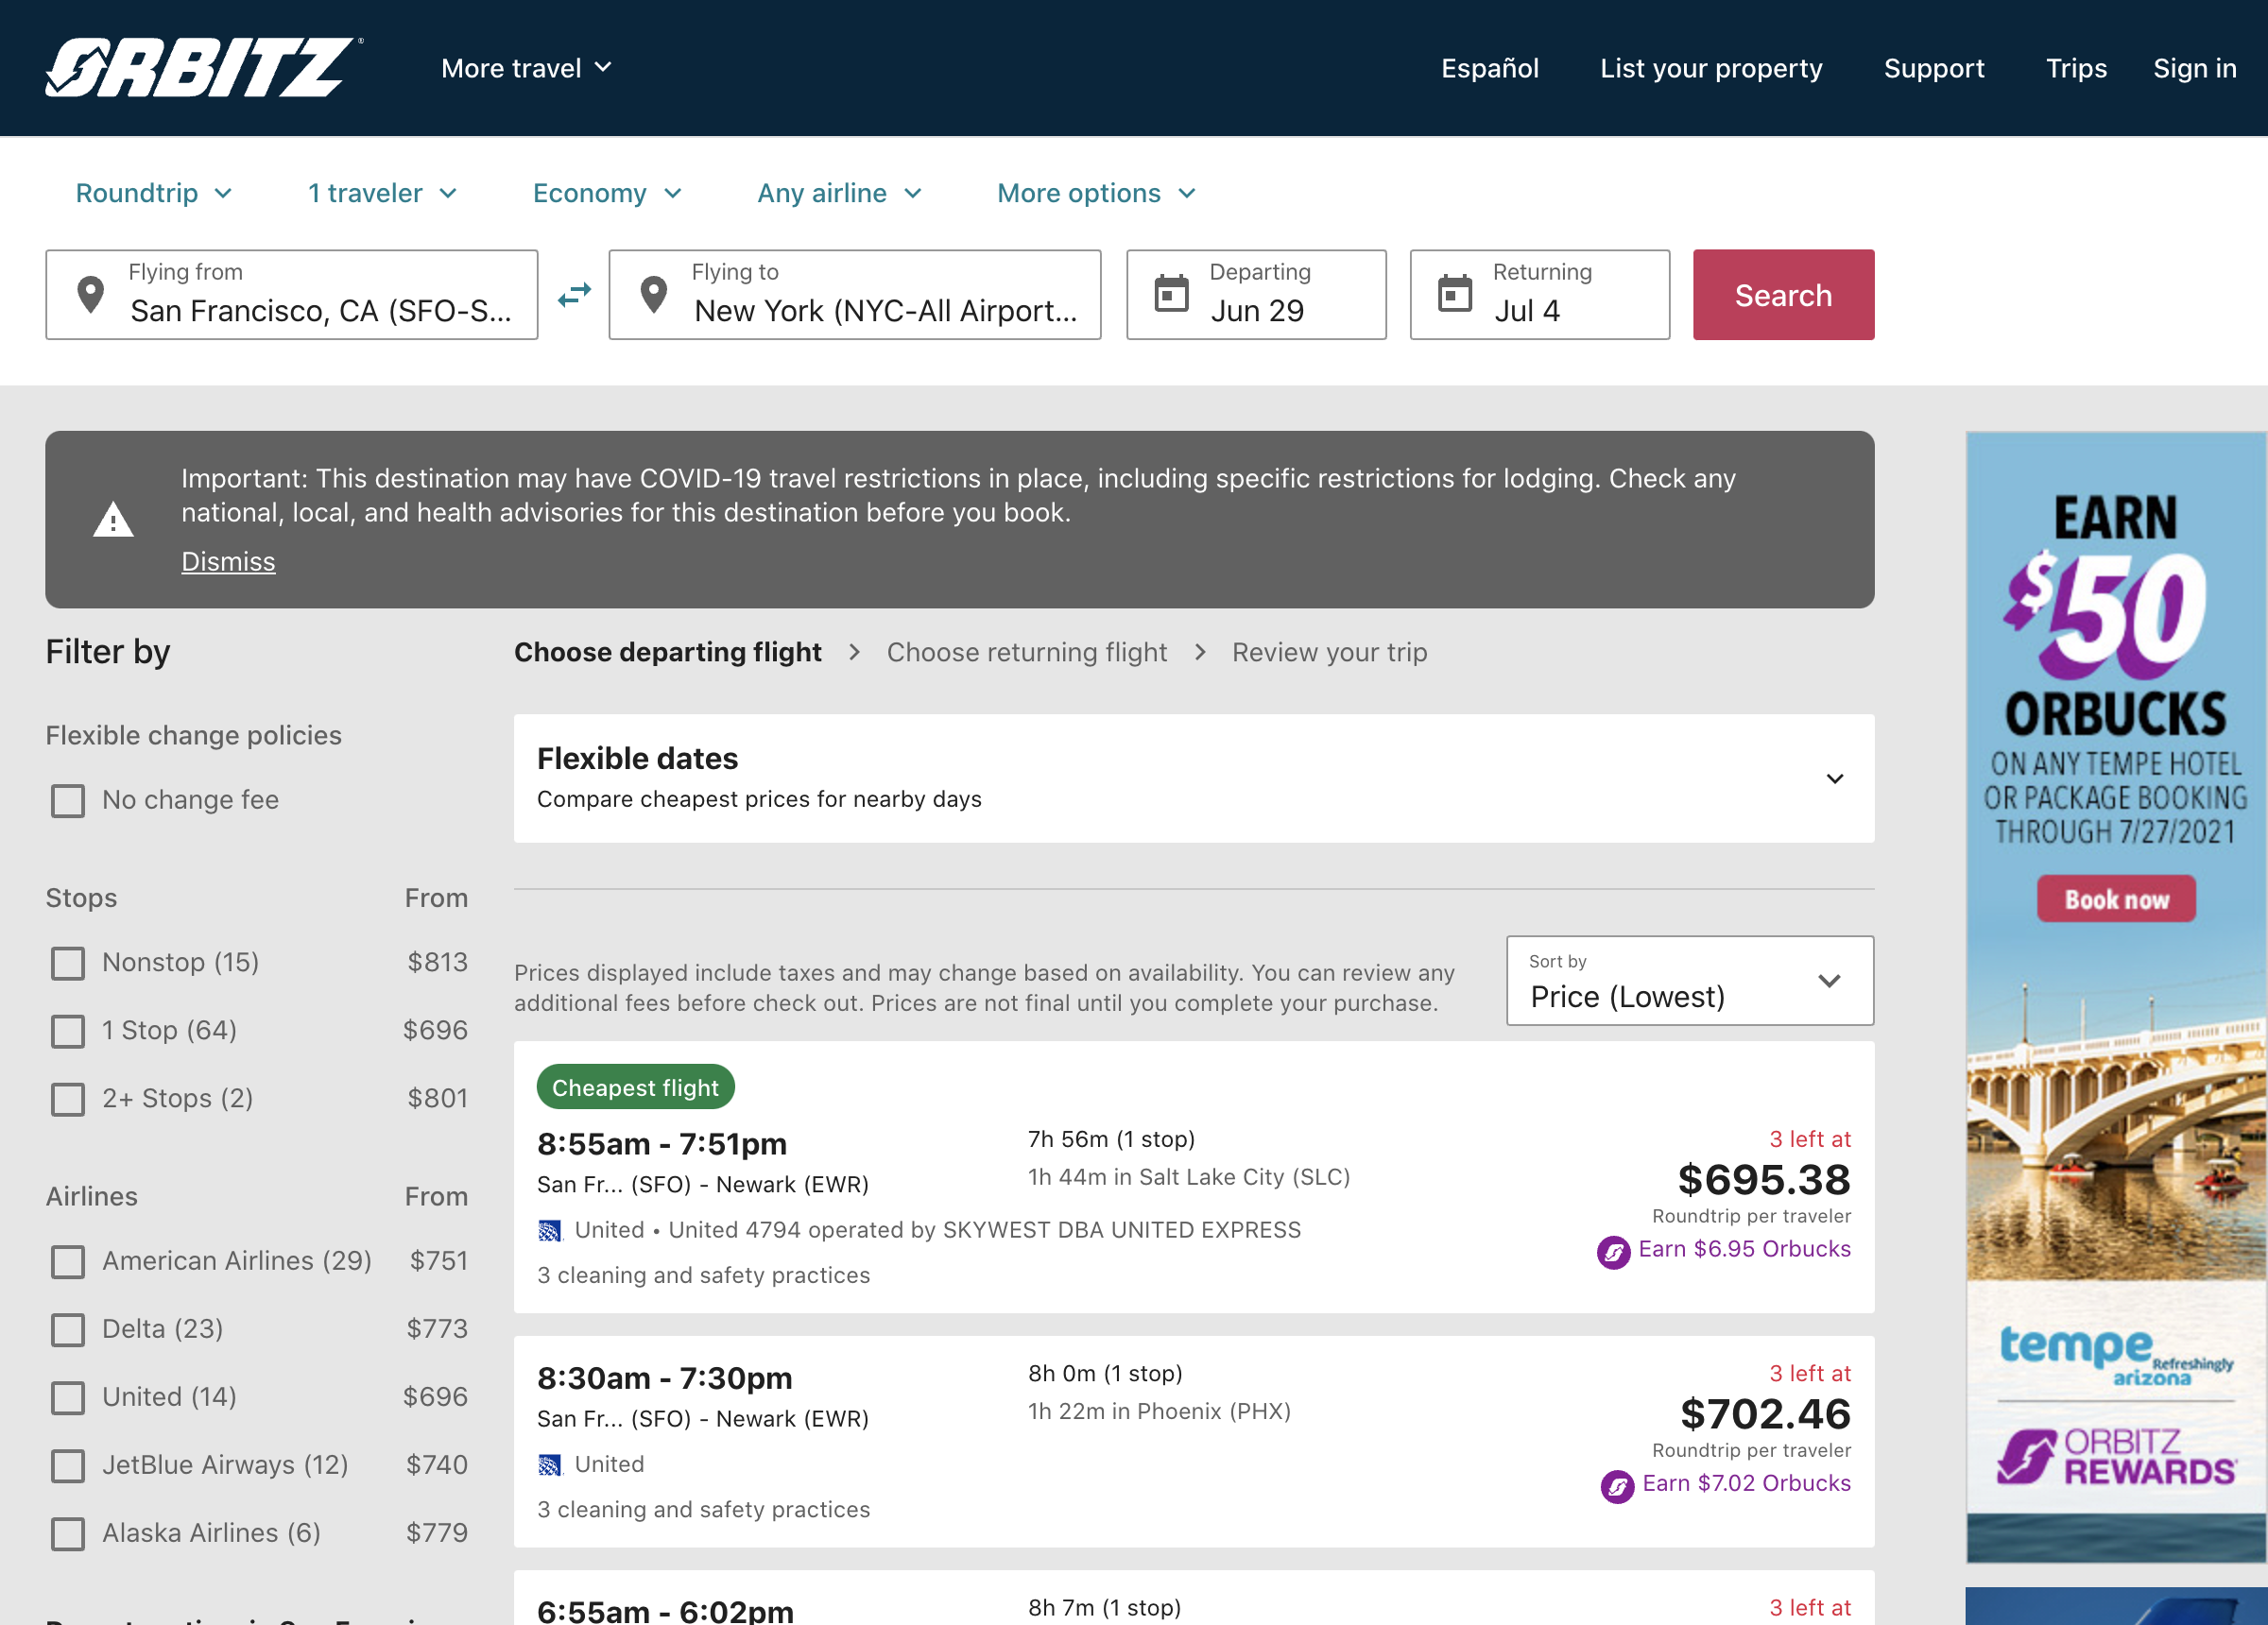 ORBITZ
More travel
Español
List your property
Support
Trips
Sign in
Roundtrip
1 traveler
Economy
Any airline
More options
Flying from
San Francisco, CA (SFO-S...
Flying to
New York (NYC-All Airport...
Departing
Jun 29
Returning
Jul 4
Search
Important: This destination may have COVID-19 travel restrictions in place, including specific restrictions for lodging. Check any
national, local, and health advisories for this destination before you book.
Dismiss
Filter by
Flexible change policies
No change fee
Stops From
Nonstop (15) $813
1 Stop (64) $696
2+ Stops (2) $801
Airlines From
American Airlines (29) $751
Delta (23) $773
United (14) $696
JetBlue Airways (12) $740
Alaska Airlines (6) $779
Choose departing flight
Choose returning flight
Review your trip
Flexible dates
Compare cheapest prices for nearby days
Prices displayed include taxes and may change based on availability. You can review any
additional fees before check out. Prices are not final until you complete your purchase.
Sort by
Price (Lowest)
Cheapest flight
8:55am - 7:51pm
San Fr... (SFO) - Newark (EWR)
United • United 4794 operated by SKYWEST DBA UNITED EXPRESS
3 cleaning and safety practices
7h 56m (1 stop)
1h 44m in Salt Lake City (SLC)
3 left at
$695.38
Roundtrip per traveler
Earn $6.95 Orbucks
8:30am - 7:30pm
San Fr... (SFO) - Newark (EWR)
United
3 cleaning and safety practices
8h 0m (1 stop)
1h 22m in Phoenix (PHX)
3 left at
$702.46
Roundtrip per traveler
Earn $7.02 Orbucks
6:55am - 6:02pm
8h 7m (1 stop)
3 left at
EARN
$50
ORBUCKS
ON ANY TEMPE HOTEL
OR PACKAGE BOOKING
THROUGH 7/27/2021
Book now
tempe
Refreshingly
arizona
ORBITZ
REWARDS